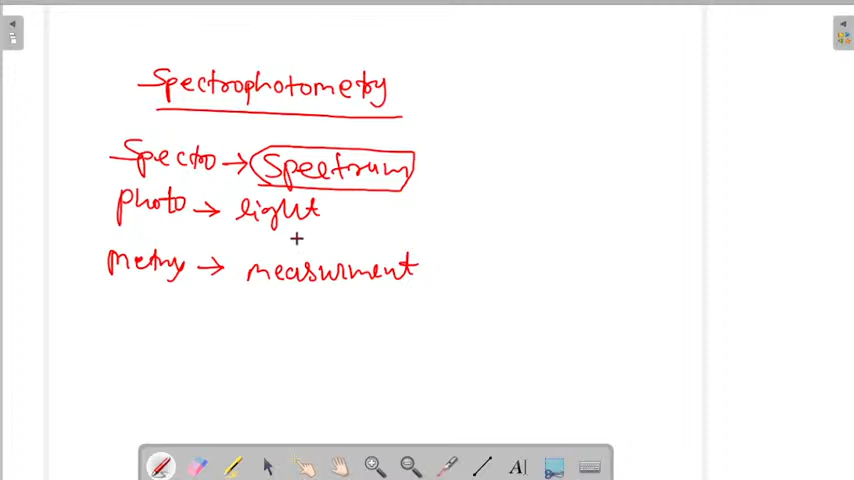 Spectrophotometry
Specto → Spectrum
photo → light
metry → measurment
A